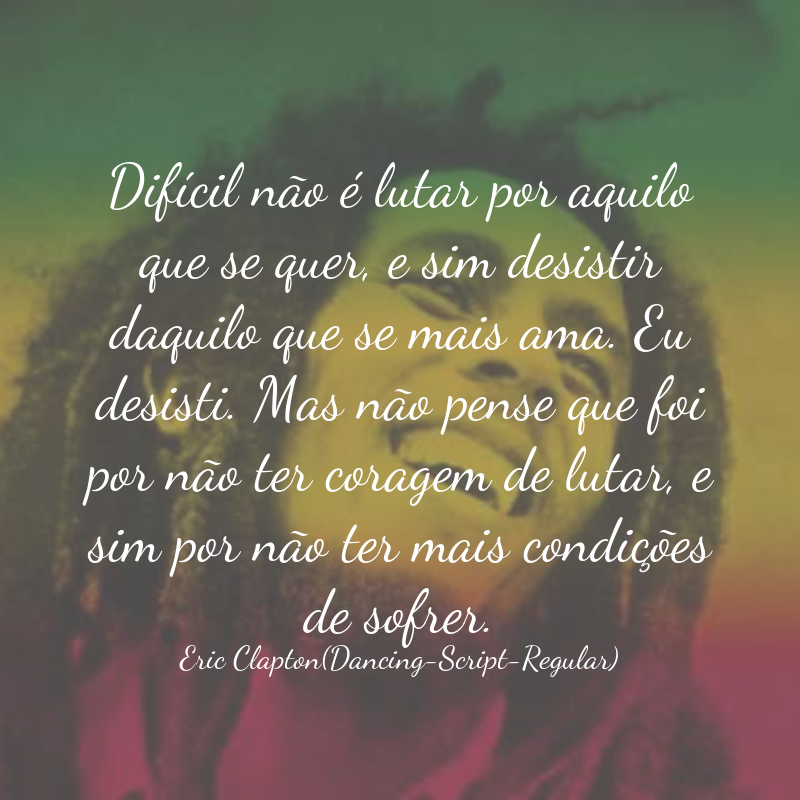 Difícil não é lutar por aquilo
que se quer, e sim desistir
daquilo que se mais ama. Eu
desisti. Mas não pense que foi
por não ter coragem de lutar, e
sim por não ter mais condições
de sofrer.
Eric Clapton(Dancing-Script-Regular)